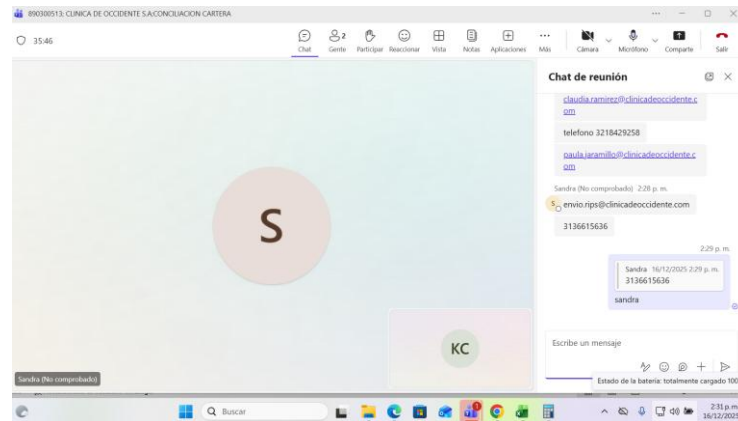 890300513; CLINICA DE OCCIDENTE S.A;CONCILIACION CARTERA
35:46
Chat
2
Gente
Participar
Reaccionar
Vista
Notas
Aplicaciones
Más
Cámara
Micrófono
Comparte
Salir
Chat de reunión
claudia.ramirez@clinicadeoccidente.c
om
telefono 3218429258
paula.jaramillo@clinicadeoccidente.c
om
Sandra (No comprobado) 2:28 p. m.
S
envio.rips@clinicadeoccidente.com
3136615636
2:29 p. m.
Sandra 16/12/2025 2:29 p. m.
3136615636
sandra
S
KC
Sandra (No comprobado)
Escribe un mensaje
Estado de la batería: totalmente cargado 100
Buscar
2:31 p.m.
16/12/2025